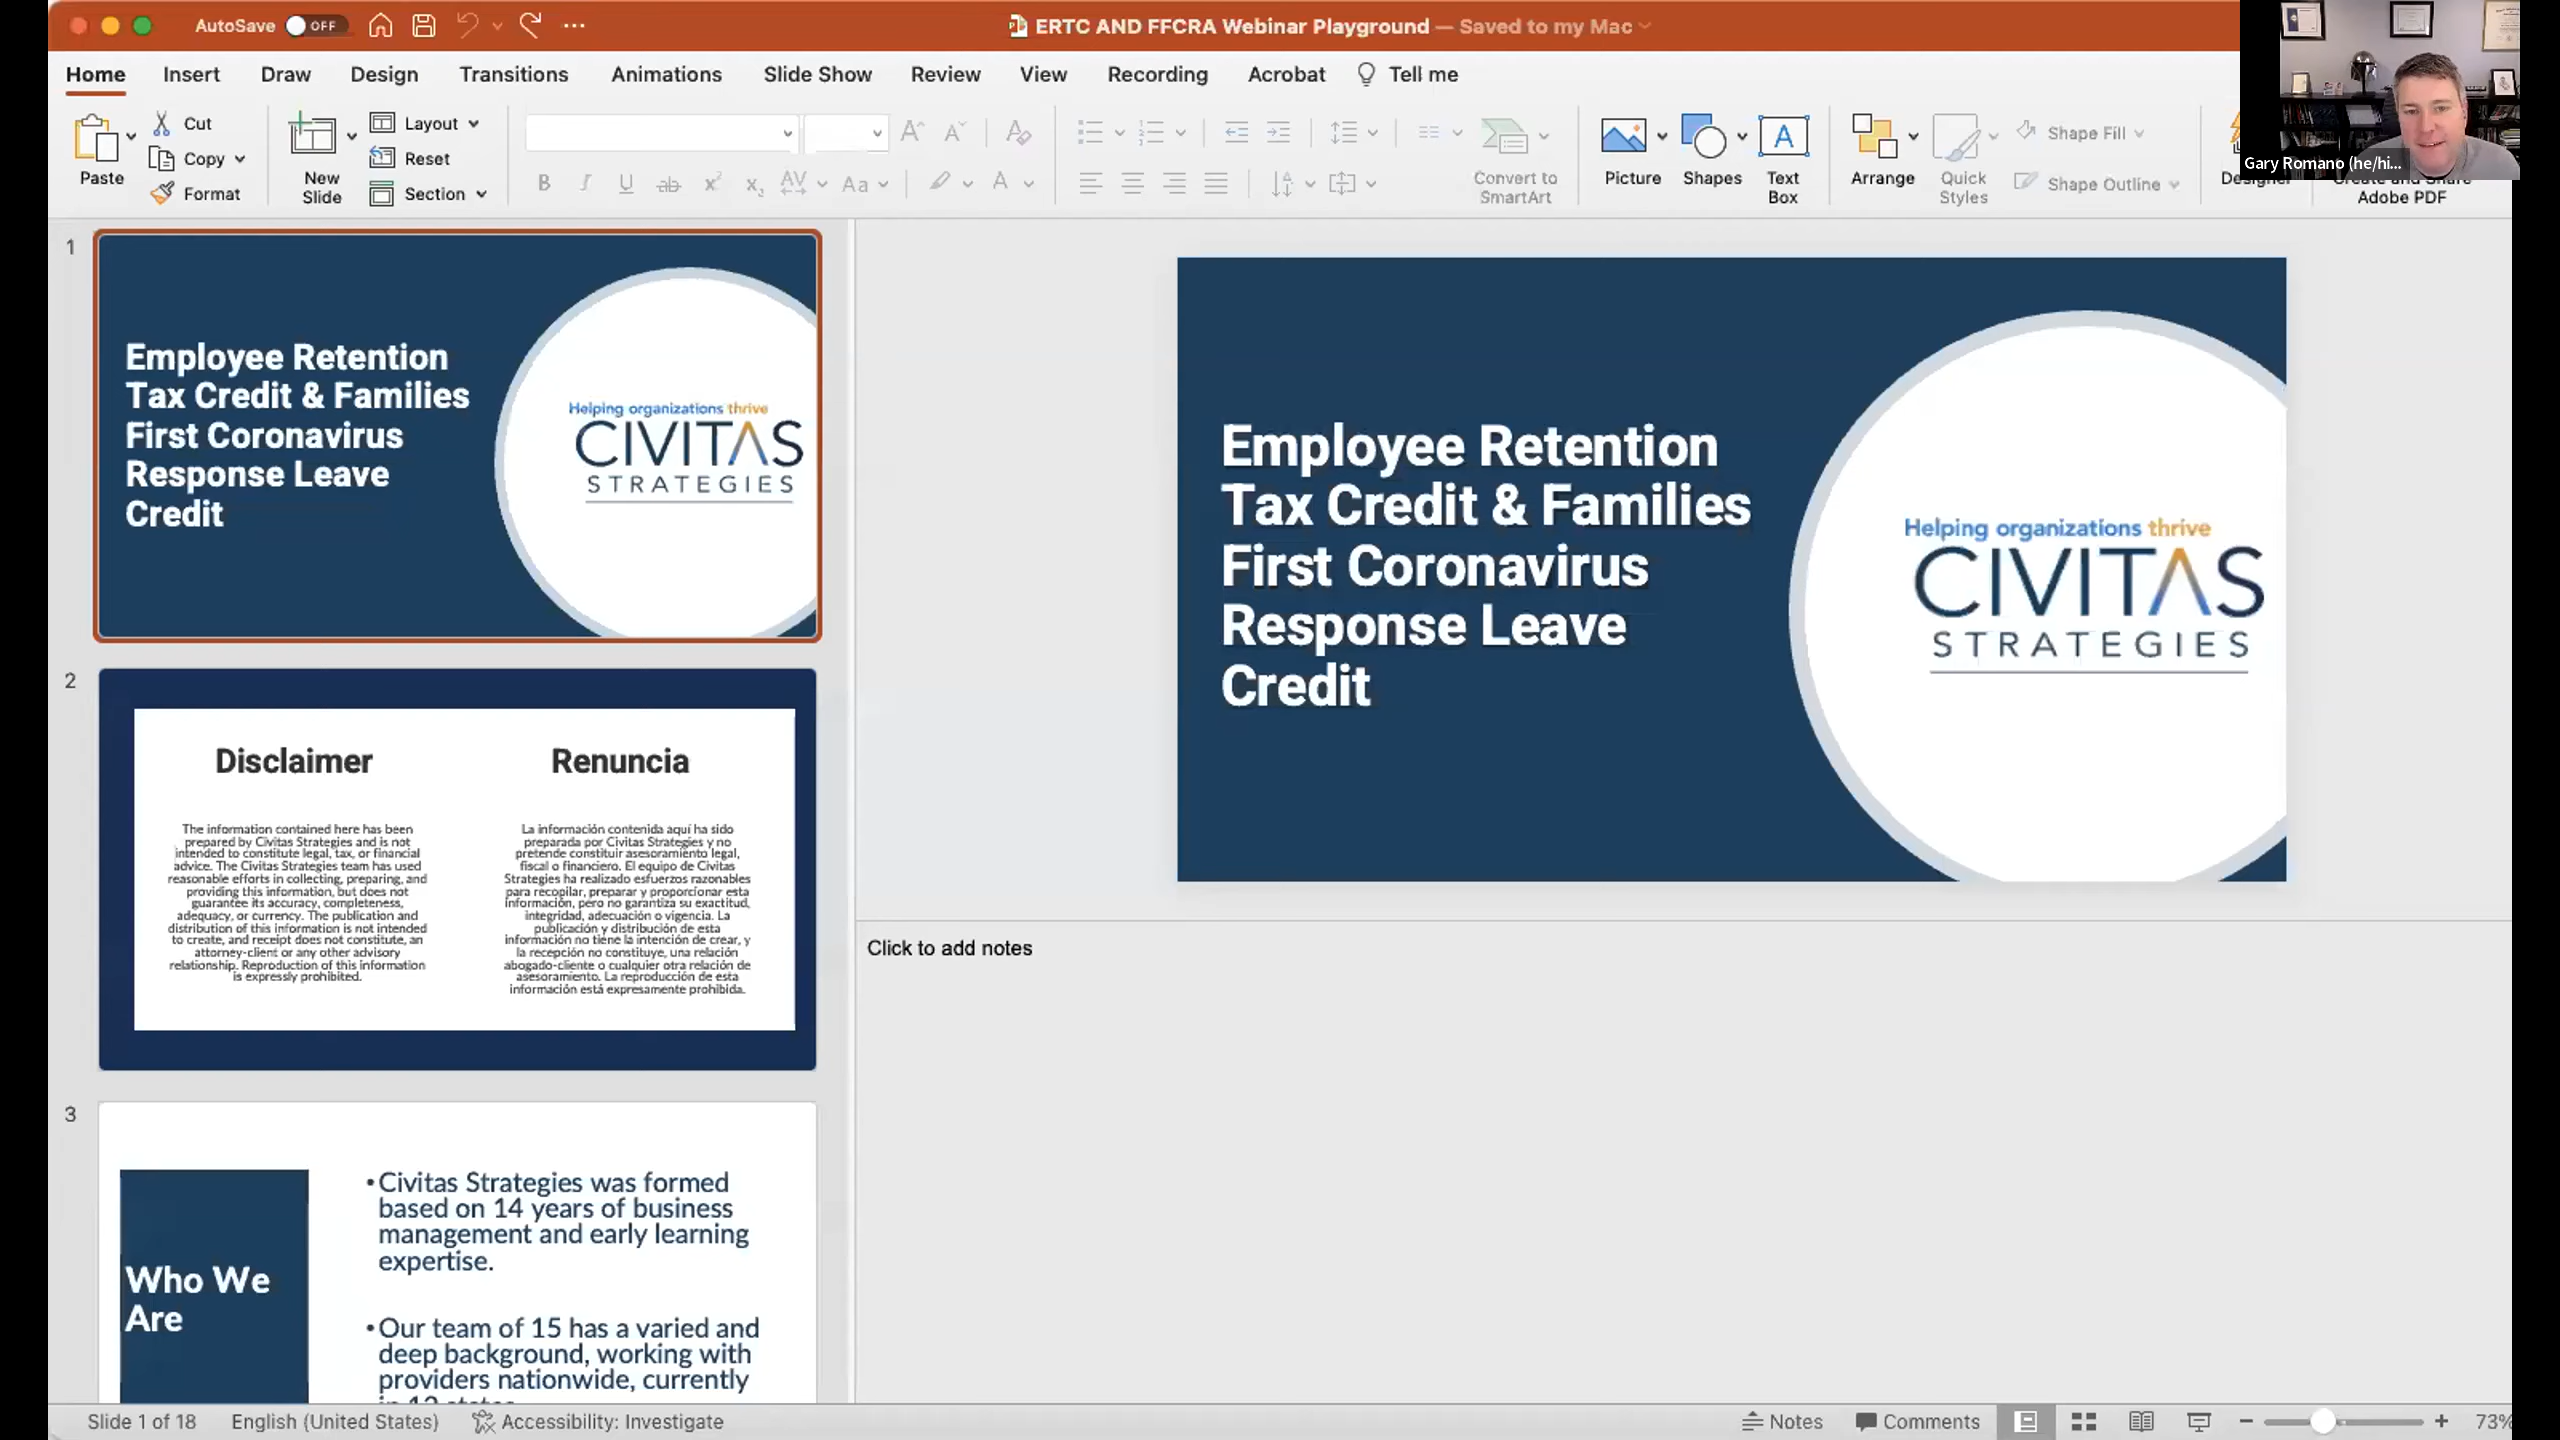 AutoSave OFF
ERTC AND FFCRA Webinar Playground — Saved to my Mac
Home Insert Draw Design Transitions Animations Slide Show Review View Recording Acrobat Tell me
Paste
Cut
Copy
Format
New
Slide
Layout
Reset
Section
Convert to
SmartArt
Picture
Shapes
Text
Box
Arrange
Quick
Styles
Shape Fill
Shape Outline
Designer
Create and Share
Adobe PDF
Gary Romano (he/hi...
1
Employee Retention
Tax Credit & Families
First Coronavirus
Response Leave
Credit
Helping organizations thrive
CIVITAS
STRATEGIES
2
Disclaimer
The information contained here has been
prepared by Civitas Strategies and is not
intended to constitute legal, tax, or financial
advice. The Civitas Strategies team has used
reasonable efforts in collecting, preparing, and
providing this information, but does not
guarantee its accuracy, completeness,
adequacy, or currency. The publication and
distribution of this information is not intended
to create, and receipt does not constitute, an
attorney-client or any other advisory
relationship. Reproduction of this information
is expressly prohibited.
Renuncia
La información contenida aquí ha sido
preparada por Civitas Strategies y no
pretende constituir asesoramiento legal,
fiscal o financiero. El equipo de Civitas
Strategies ha realizado esfuerzos razonables
para recopilar, preparar y proporcionar esta
información, pero no garantiza su exactitud,
integridad, adecuación o vigencia. La
publicación y distribución de esta
información no tiene la intención de crear, y
la recepción no constituye, una relación
abogado-cliente o cualquier otra relación de
asesoramiento. La reproducción de esta
información está expresamente prohibida.
3
Who We
Are
•Civitas Strategies was formed
based on 14 years of business
management and early learning
expertise.
•Our team of 15 has a varied and
deep background, working with
providers nationwide, currently
Employee Retention
Tax Credit & Families
First Coronavirus
Response Leave
Credit
Helping organizations thrive
CIVITAS
STRATEGIES
Click to add notes
Slide 1 of 18 English (United States) Accessibility: Investigate
Notes Comments 73%